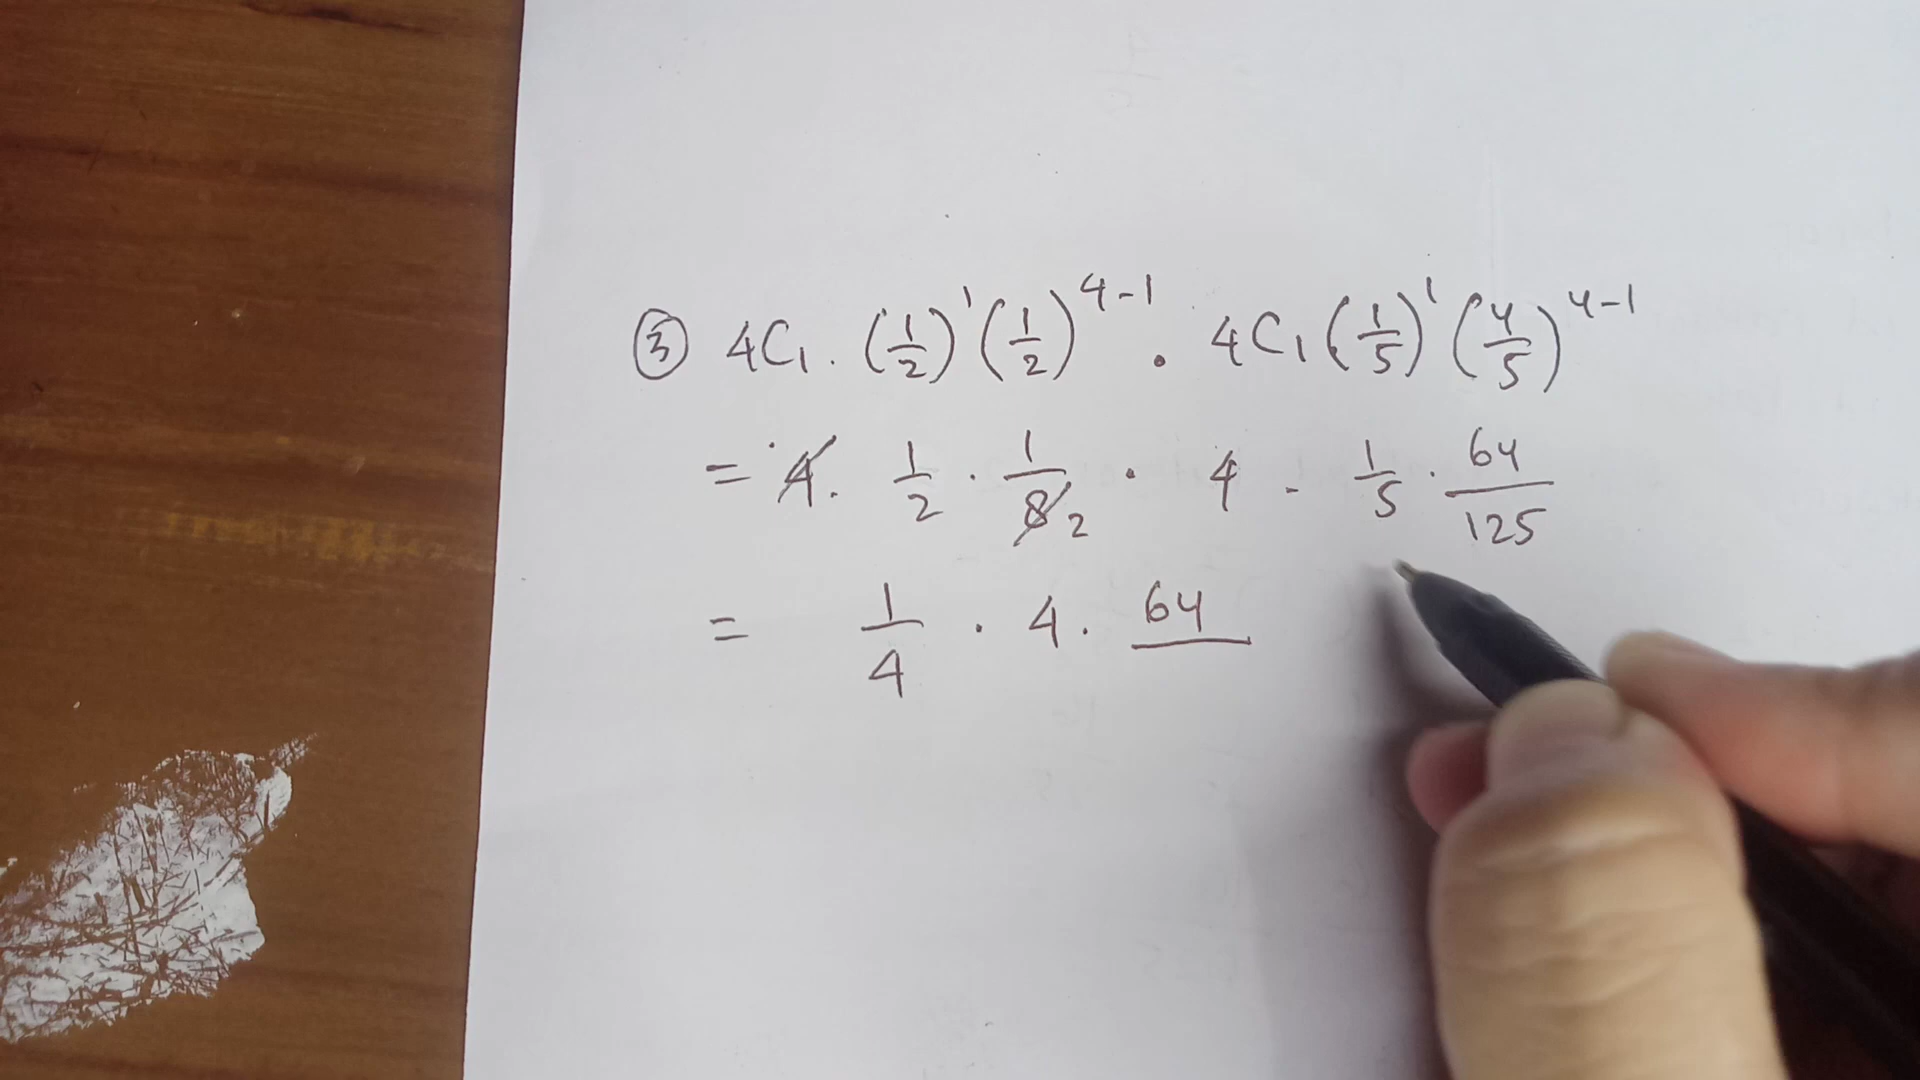 ③ 4C₁ . (1/2)¹ (1/2)⁴⁻¹ . 4C₁ (1/5)¹ (4/5)⁴⁻¹
= 4 . 1/2 . 1/8 2 . 4 . 1/5 . 64/125
= 1/4 . 4 . 64/